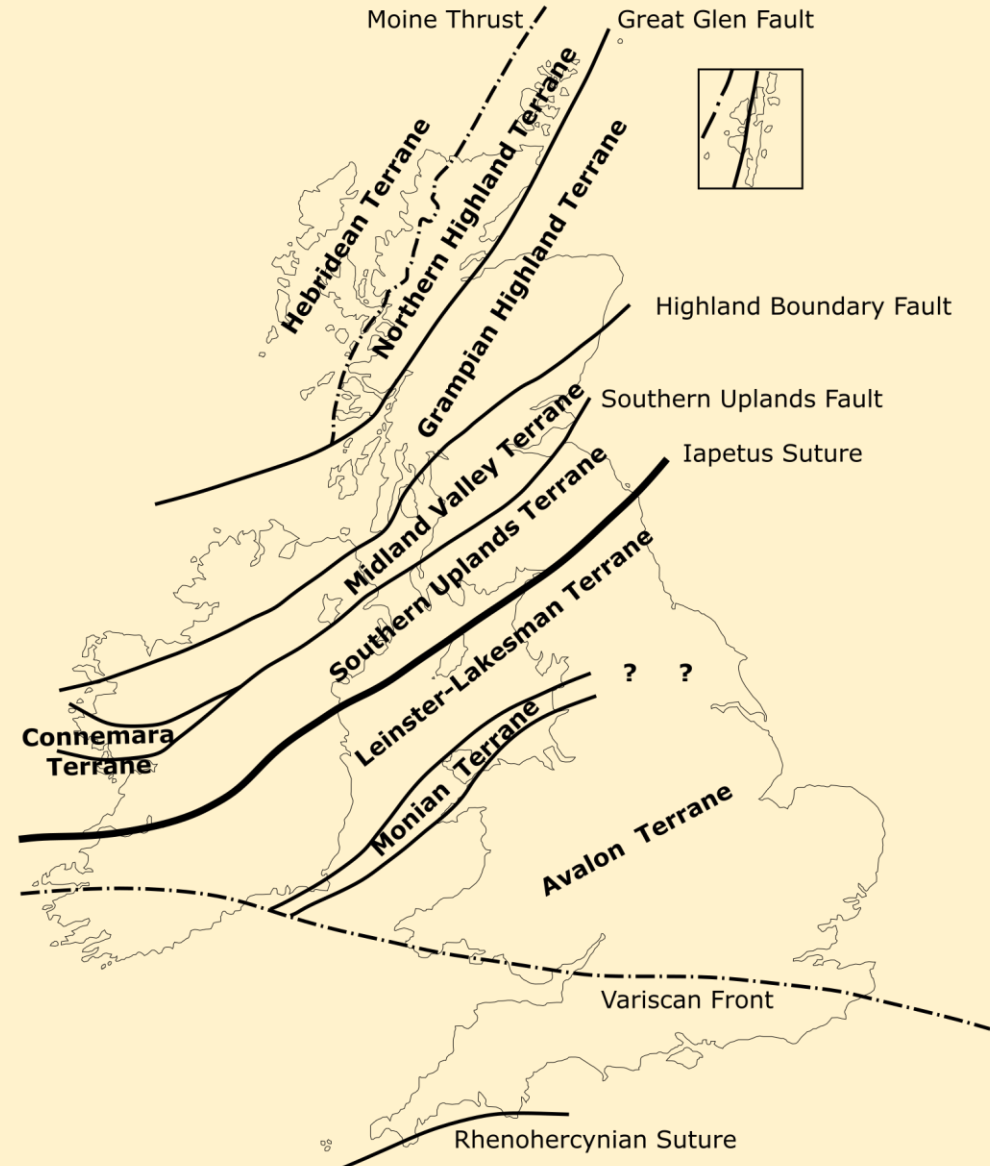 Moine Thrust
Great Glen Fault
Hebridean Terrane
Northern Highland Terrane
Grampian Highland Terrane
Highland Boundary Fault
Southern Uplands Fault
Midland Valley Terrane
Iapetus Suture
Southern Uplands Terrane
Leinster-Lakesman Terrane
? ?
Connemara
Terrane
Monian Terrane
Avalon Terrane
Variscan Front
Rhenohercynian Suture